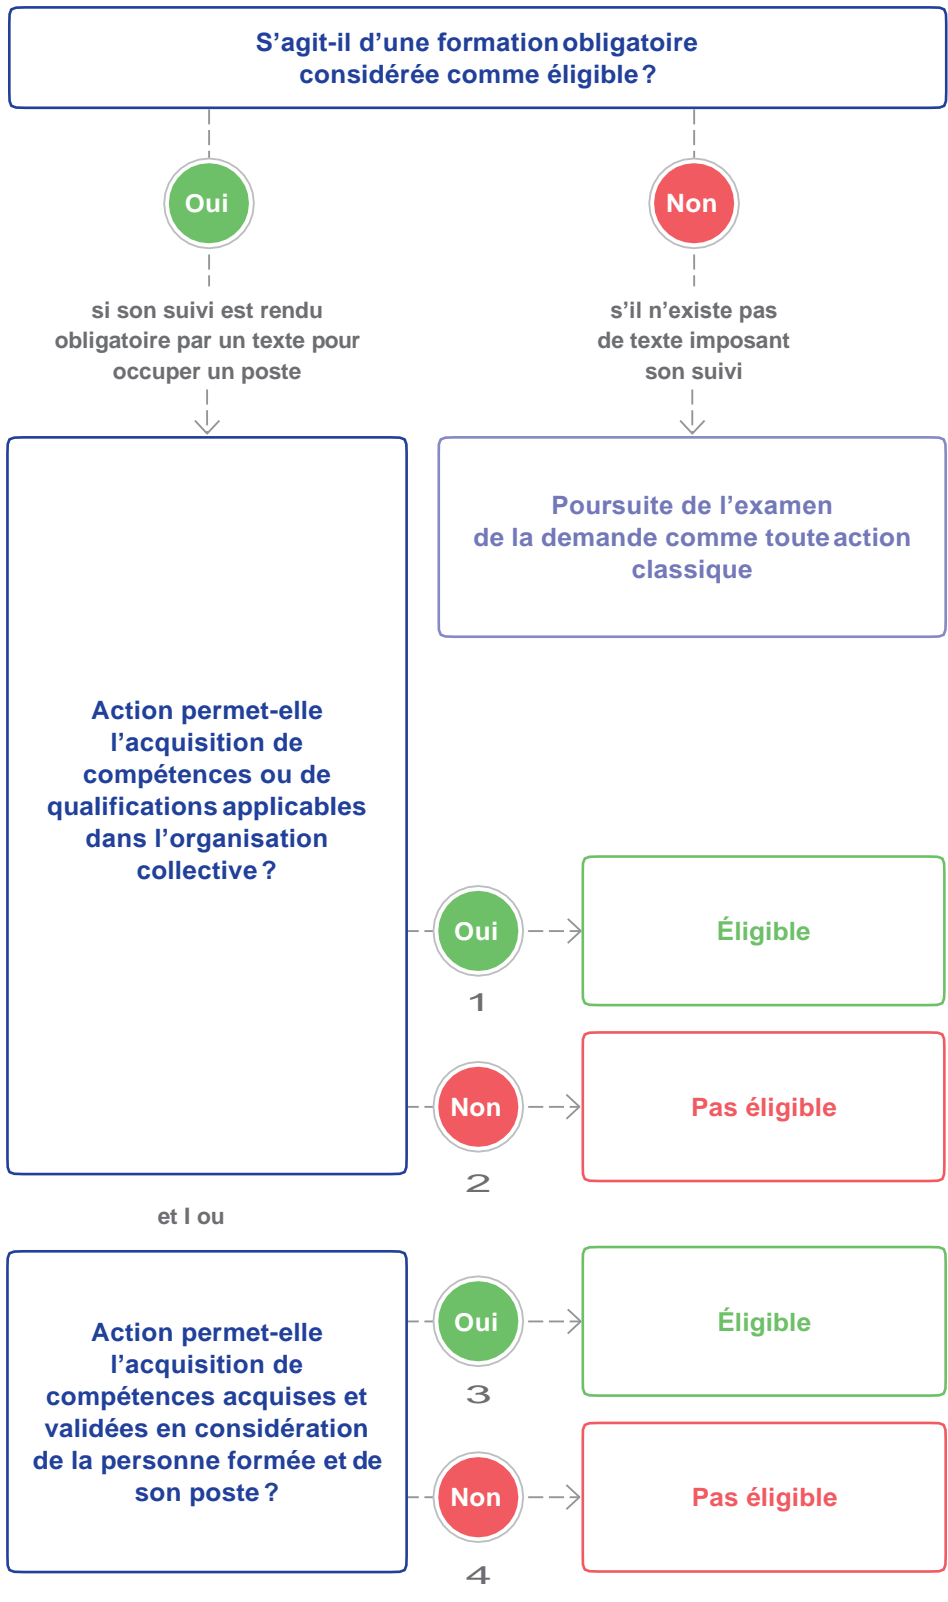 S’agit-il d’une formation obligatoire
considérée comme éligible ?
Oui
Non
si son suivi est rendu
obligatoire par un texte pour
occuper un poste
s’il n’existe pas
de texte imposant
son suivi
Poursuite de l’examen
de la demande comme toute action
classique
Action permet-elle
l’acquisition de
compétences ou de
qualifications applicables
dans l’organisation
collective ?
Oui
1
Éligible
Non
2
Pas éligible
et I ou
Action permet-elle
l’acquisition de
compétences acquises et
validées en considération
de la personne formée et de
son poste ?
Oui
3
Éligible
Non
4
Pas éligible